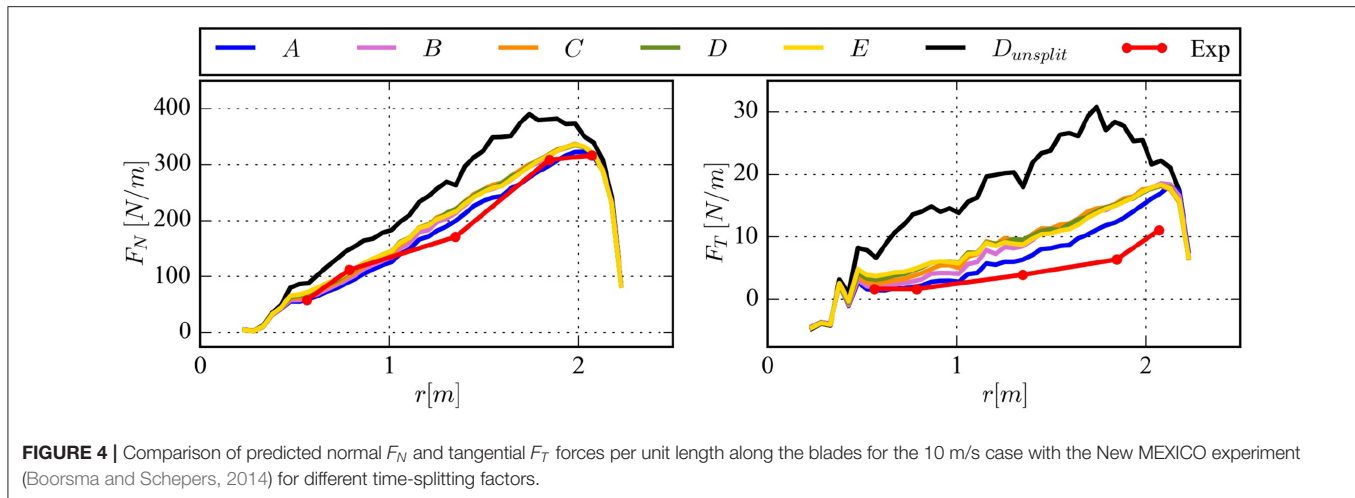 A B C D E D_unsplit Exp
400
300
200
100
0
F_N [N/m]
0 1 2
r[m]
30
20
10
0
F_T [N/m]
0 1 2
r[m]
FIGURE 4 | Comparison of predicted normal F_N and tangential F_T forces per unit length along the blades for the 10 m/s case with the New MEXICO experiment
(Boorsma and Schepers, 2014) for different time-splitting factors.